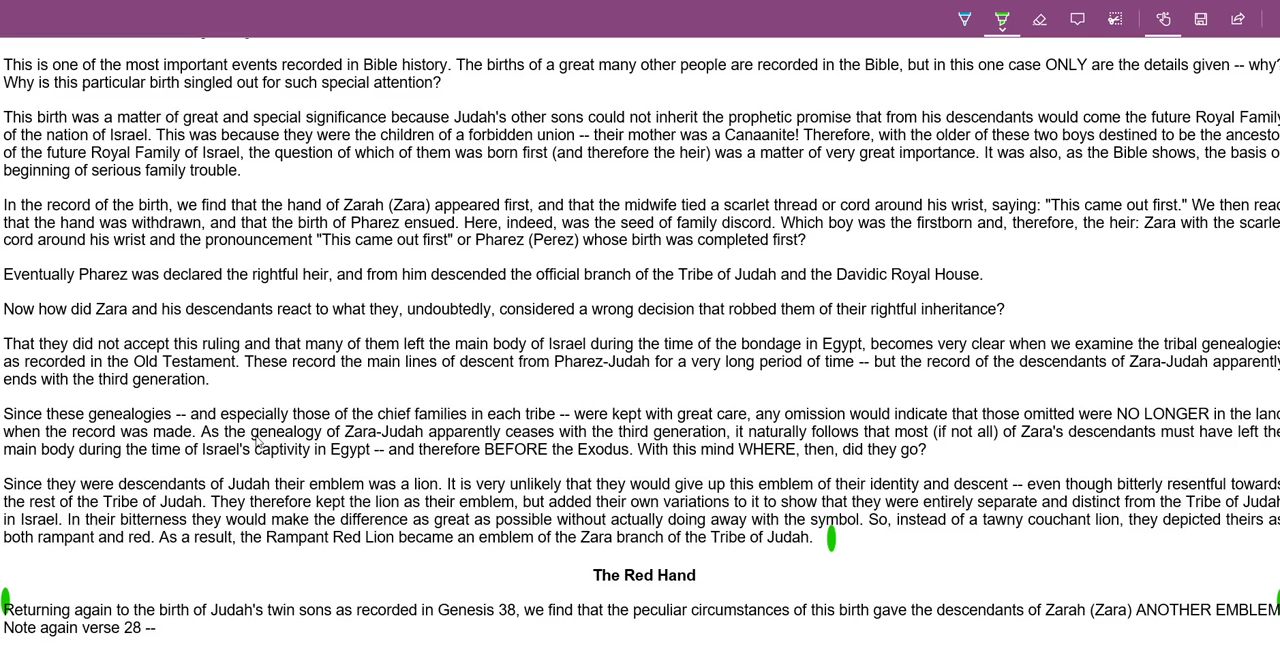 This is one of the most important events recorded in Bible history. The births of a great many other people are recorded in the Bible, but in this one case ONLY are the details given -- why?
Why is this particular birth singled out for such special attention?
This birth was a matter of great and special significance because Judah's other sons could not inherit the prophetic promise that from his descendants would come the future Royal Family
of the nation of Israel. This was because they were the children of a forbidden union -- their mother was a Canaanite! Therefore, with the older of these two boys destined to be the ancesto
of the future Royal Family of Israel, the question of which of them was born first (and therefore the heir) was a matter of very great importance. It was also, as the Bible shows, the basis o
beginning of serious family trouble.
In the record of the birth, we find that the hand of Zarah (Zara) appeared first, and that the midwife tied a scarlet thread or cord around his wrist, saying: "This came out first." We then read
that the hand was withdrawn, and that the birth of Pharez ensued. Here, indeed, was the seed of family discord. Which boy was the firstborn and, therefore, the heir: Zara with the scarle
cord around his wrist and the pronouncement "This came out first" or Pharez (Perez) whose birth was completed first?
Eventually Pharez was declared the rightful heir, and from him descended the official branch of the Tribe of Judah and the Davidic Royal House.
Now how did Zara and his descendants react to what they, undoubtedly, considered a wrong decision that robbed them of their rightful inheritance?
That they did not accept this ruling and that many of them left the main body of Israel during the time of the bondage in Egypt, becomes very clear when we examine the tribal genealogies
as recorded in the Old Testament. These record the main lines of descent from Pharez-Judah for a very long period of time -- but the record of the descendants of Zara-Judah apparently
ends with the third generation.
Since these genealogies -- and especially those of the chief families in each tribe -- were kept with great care, any omission would indicate that those omitted were NO LONGER in the land
when the record was made. As the genealogy of Zara-Judah apparently ceases with the third generation, it naturally follows that most (if not all) of Zara's descendants must have left the
main body during the time of Israel's captivity in Egypt -- and therefore BEFORE the Exodus. With this mind WHERE, then, did they go?
Since they were descendants of Judah their emblem was a lion. It is very unlikely that they would give up this emblem of their identity and descent -- even though bitterly resentful towards
the rest of the Tribe of Judah. They therefore kept the lion as their emblem, but added their own variations to it to show that they were entirely separate and distinct from the Tribe of Judah
in Israel. In their bitterness they would make the difference as great as possible without actually doing away with the symbol. So, instead of a tawny couchant lion, they depicted theirs as
both rampant and red. As a result, the Rampant Red Lion became an emblem of the Zara branch of the Tribe of Judah.
The Red Hand
Returning again to the birth of Judah's twin sons as recorded in Genesis 38, we find that the peculiar circumstances of this birth gave the descendants of Zarah (Zara) ANOTHER EMBLEM
Note again verse 28 --